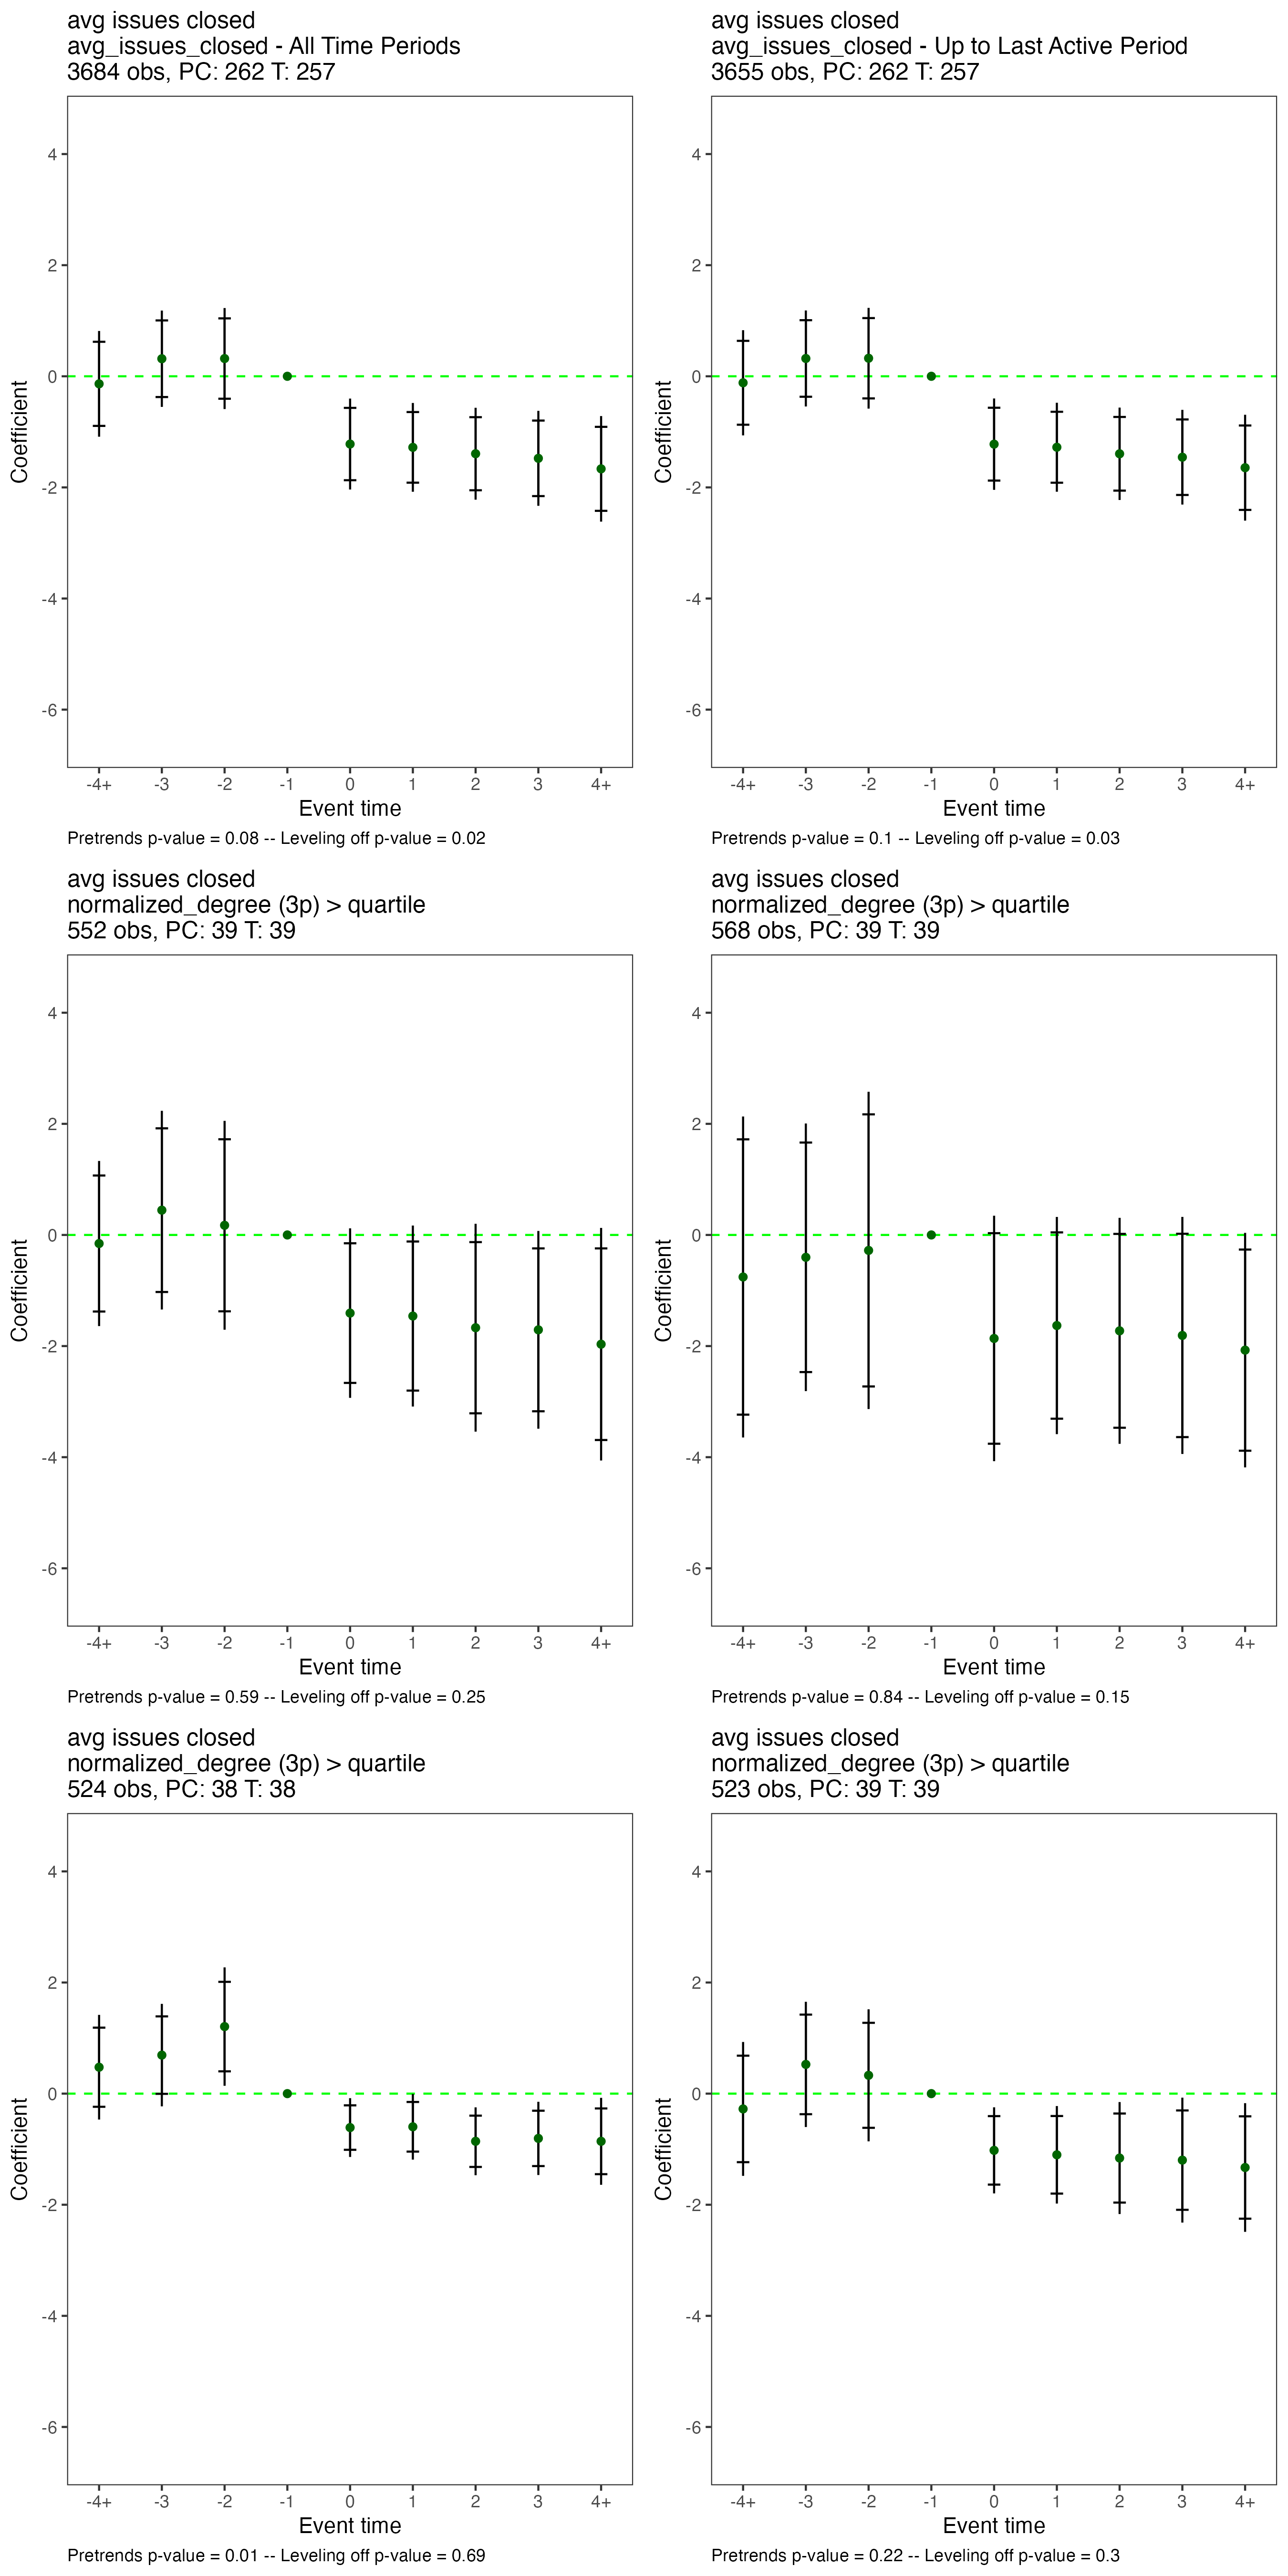 avg issues closed
avg_issues_closed - All Time Periods
3684 obs, PC: 262 T: 257
4
2
0
-2
-4
-6
Coefficient
-4+ -3 -2 -1 0 1 2 3 4+
Event time
Pretrends p-value = 0.08 -- Leveling off p-value = 0.02
avg issues closed
avg_issues_closed - Up to Last Active Period
3655 obs, PC: 262 T: 257
4
2
0
-2
-4
-6
Coefficient
-4+ -3 -2 -1 0 1 2 3 4+
Event time
Pretrends p-value = 0.1 -- Leveling off p-value = 0.03
avg issues closed
normalized_degree (3p) > quartile
552 obs, PC: 39 T: 39
4
2
0
-2
-4
-6
Coefficient
-4+ -3 -2 -1 0 1 2 3 4+
Event time
Pretrends p-value = 0.59 -- Leveling off p-value = 0.25
avg issues closed
normalized_degree (3p) > quartile
568 obs, PC: 39 T: 39
4
2
0
-2
-4
-6
Coefficient
-4+ -3 -2 -1 0 1 2 3 4+
Event time
Pretrends p-value = 0.84 -- Leveling off p-value = 0.15
avg issues closed
normalized_degree (3p) > quartile
524 obs, PC: 38 T: 38
4
2
0
-2
-4
-6
Coefficient
-4+ -3 -2 -1 0 1 2 3 4+
Event time
Pretrends p-value = 0.01 -- Leveling off p-value = 0.69
avg issues closed
normalized_degree (3p) > quartile
523 obs, PC: 39 T: 39
4
2
0
-2
-4
-6
Coefficient
-4+ -3 -2 -1 0 1 2 3 4+
Event time
Pretrends p-value = 0.22 -- Leveling off p-value = 0.3